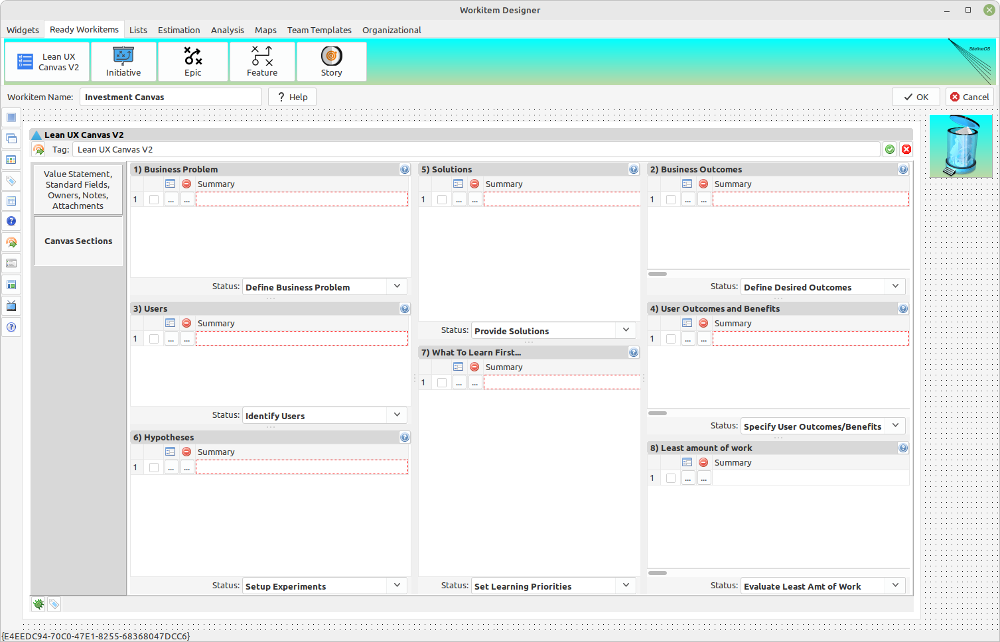 Workitem Designer
Widgets Ready Workitems Lists Estimation Analysis Maps Team Templates Organizational
Lean UX
Canvas V2
Initiative
Epic
Feature
Story
SitelineOS
Workitem Name: Investment Canvas ? Help OK Cancel
Lean UX Canvas V2
Tag: Lean UX Canvas V2
Value Statement,
Standard Fields,
Owners, Notes,
Attachments
Canvas Sections
1) Business Problem
Summary
1 ... ...
Status: Define Business Problem
3) Users
Summary
1 ... ...
Status: Identify Users
6) Hypotheses
Summary
1 ... ...
Status: Setup Experiments
5) Solutions
Summary
1 ... ...
Status: Provide Solutions
7) What To Learn First...
Summary
1 ... ...
Status: Set Learning Priorities
2) Business Outcomes
Summary
1 ... ...
Status: Define Desired Outcomes
4) User Outcomes and Benefits
Summary
1 ... ...
Status: Specify User Outcomes/Benefits
8) Least amount of work
Summary
1 ... ...
Status: Evaluate Least Amt of Work
{E4EEDC94-70C0-47E1-8255-68368047DCC6}